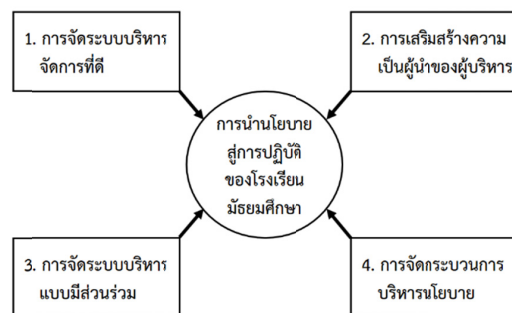 1. การจัดระบบบริหาร
จัดการที่ดี
2. การเสริมสร้างความ
เป็นผู้นำของผู้บริหาร
การนำนโยบาย
สู่การปฏิบัติ
ของโรงเรียน
มัธยมศึกษา
3. การจัดระบบบริหาร
แบบมีส่วนร่วม
4. การจัดกระบวนการ
บริหารนโยบาย